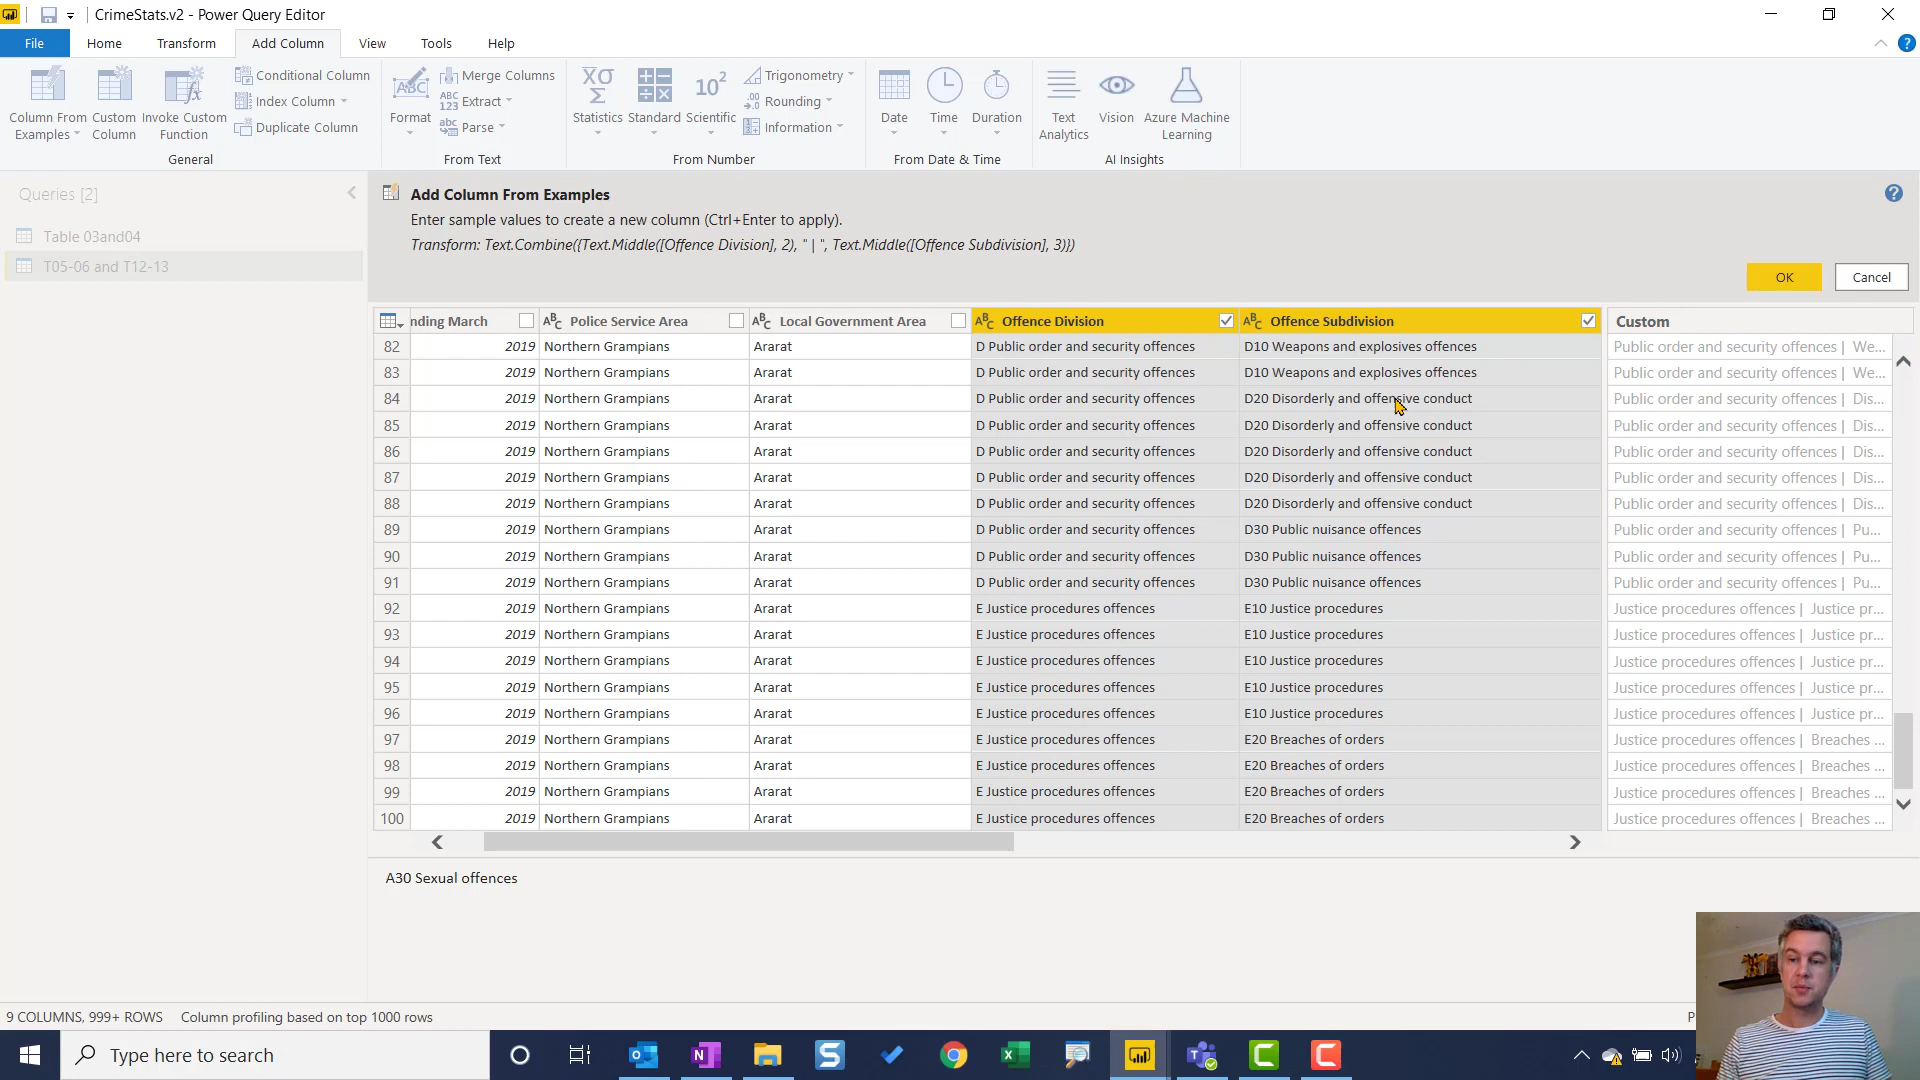 CrimeStats.v2 - Power Query Editor
File Home Transform Add Column View Tools Help
Column From Examples
Custom Column
Invoke Custom Function
Conditional Column
Index Column
Duplicate Column
General
ABC
Format
Merge Columns
ABC 123 Extract
abc Parse
From Text
XΣσ Statistics
Standard
10² Scientific
Trigonometry
.00 Rounding
Information
From Number
Date
Time
Duration
From Date & Time
Text Analytics
Vision
Azure Machine Learning
AI Insights
Queries [2]
Table 03and04
T05-06 and T12-13
Add Column From Examples
Enter sample values to create a new column (Ctrl+Enter to apply).
Transform: Text.Combine({Text.Middle([Offence Division], 2), " | ", Text.Middle([Offence Subdivision], 3)})
OK Cancel
nding March Police Service Area Local Government Area Offence Division Offence Subdivision Custom
82 2019 Northern Grampians Ararat D Public order and security offences D10 Weapons and explosives offences Public order and security offences | We...
83 2019 Northern Grampians Ararat D Public order and security offences D10 Weapons and explosives offences Public order and security offences | We...
84 2019 Northern Grampians Ararat D Public order and security offences D20 Disorderly and offensive conduct Public order and security offences | Dis...
85 2019 Northern Grampians Ararat D Public order and security offences D20 Disorderly and offensive conduct Public order and security offences | Dis...
86 2019 Northern Grampians Ararat D Public order and security offences D20 Disorderly and offensive conduct Public order and security offences | Dis...
87 2019 Northern Grampians Ararat D Public order and security offences D20 Disorderly and offensive conduct Public order and security offences | Dis...
88 2019 Northern Grampians Ararat D Public order and security offences D20 Disorderly and offensive conduct Public order and security offences | Dis...
89 2019 Northern Grampians Ararat D Public order and security offences D30 Public nuisance offences Public order and security offences | Pu...
90 2019 Northern Grampians Ararat D Public order and security offences D30 Public nuisance offences Public order and security offences | Pu...
91 2019 Northern Grampians Ararat D Public order and security offences D30 Public nuisance offences Public order and security offences | Pu...
92 2019 Northern Grampians Ararat E Justice procedures offences E10 Justice procedures Justice procedures offences | Justice pr...
93 2019 Northern Grampians Ararat E Justice procedures offences E10 Justice procedures Justice procedures offences | Justice pr...
94 2019 Northern Grampians Ararat E Justice procedures offences E10 Justice procedures Justice procedures offences | Justice pr...
95 2019 Northern Grampians Ararat E Justice procedures offences E10 Justice procedures Justice procedures offences | Justice pr...
96 2019 Northern Grampians Ararat E Justice procedures offences E10 Justice procedures Justice procedures offences | Justice pr...
97 2019 Northern Grampians Ararat E Justice procedures offences E20 Breaches of orders Justice procedures offences | Breaches ...
98 2019 Northern Grampians Ararat E Justice procedures offences E20 Breaches of orders Justice procedures offences | Breaches ...
99 2019 Northern Grampians Ararat E Justice procedures offences E20 Breaches of orders Justice procedures offences | Breaches ...
100 2019 Northern Grampians Ararat E Justice procedures offences E20 Breaches of orders Justice procedures offences | Breaches ...
A30 Sexual offences
9 COLUMNS, 999+ ROWS Column profiling based on top 1000 rows P
Type here to search